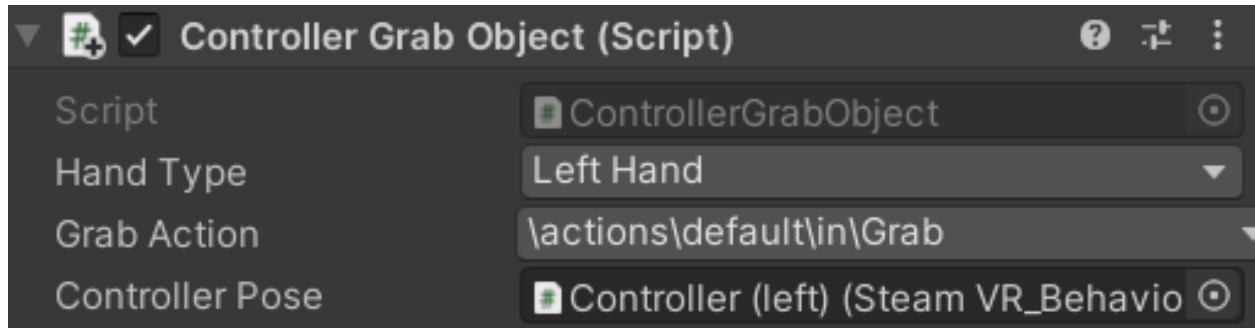 Controller Grab Object (Script)
Script ControllerGrabObject
Hand Type Left Hand
Grab Action \actions\default\in\Grab
Controller Pose Controller (left) (Steam VR_Behavio